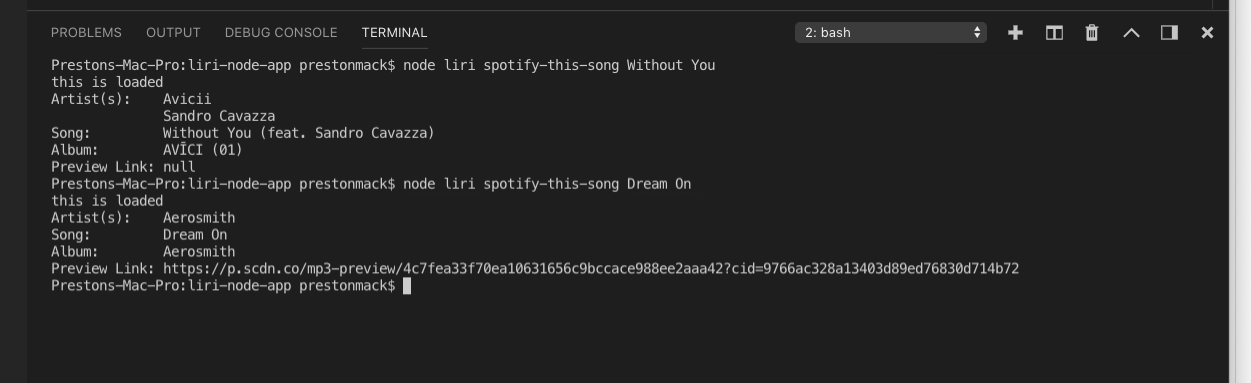 PROBLEMS OUTPUT DEBUG CONSOLE TERMINAL 2: bash
Prestons-Mac-Pro:liri-node-app prestonmack$ node liri spotify-this-song Without You
this is loaded
Artist(s): Avicii
Sandro Cavazza
Song: Without You (feat. Sandro Cavazza)
Album: AVĪCI (01)
Preview Link: null
Prestons-Mac-Pro:liri-node-app prestonmack$ node liri spotify-this-song Dream On
this is loaded
Artist(s): Aerosmith
Song: Dream On
Album: Aerosmith
Preview Link: https://p.scdn.co/mp3-preview/4c7fea33f70ea10631656c9bccace988ee2aaa42?cid=9766ac328a13403d89ed76830d714b72
Prestons-Mac-Pro:liri-node-app prestonmack$